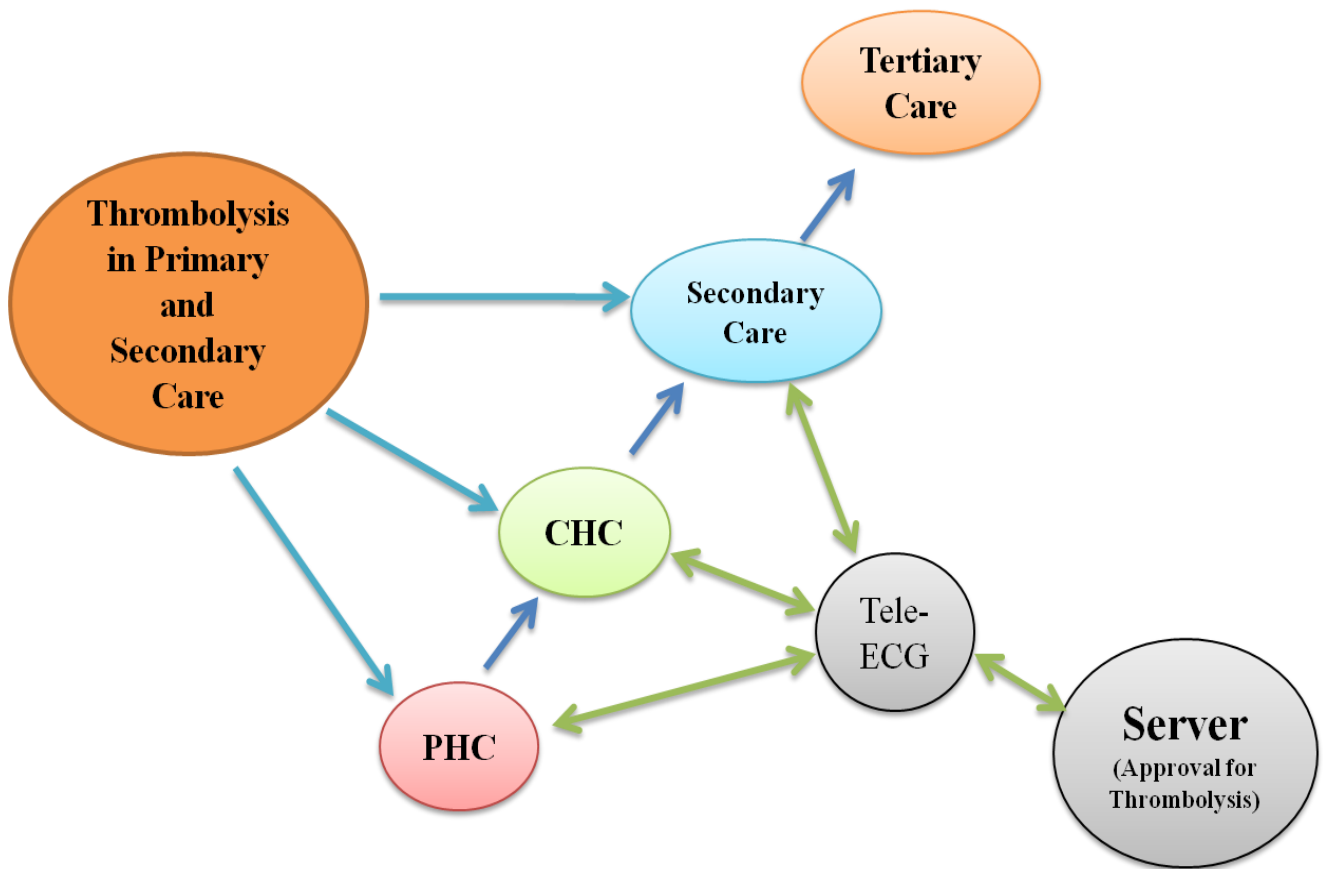 Tertiary
Care
Thrombolysis
in Primary
and
Secondary
Care
Secondary
Care
CHC
Tele-
ECG
PHC
Server
(Approval for
Thrombolysis)